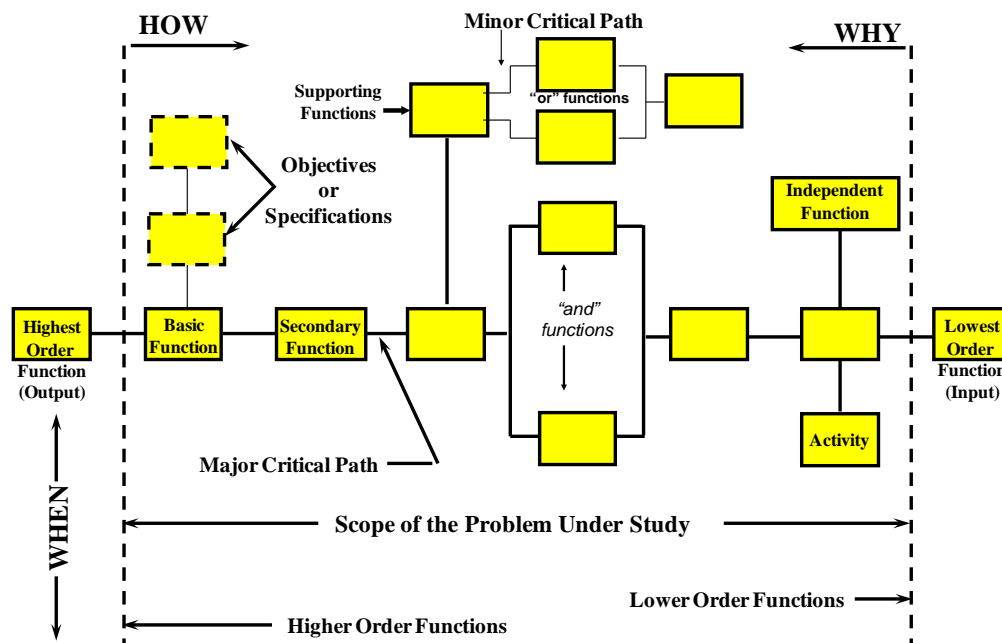 HOW
Minor Critical Path
WHY
Supporting
Functions
"or" functions
Objectives
or
Specifications
Independent
Function
Highest
Order
Function
(Output)
Basic
Function
Secondary
Function
"and"
functions
Lowest
Order
Function
(Input)
Activity
Major Critical Path
WHEN
Scope of the Problem Under Study
Lower Order Functions
Higher Order Functions